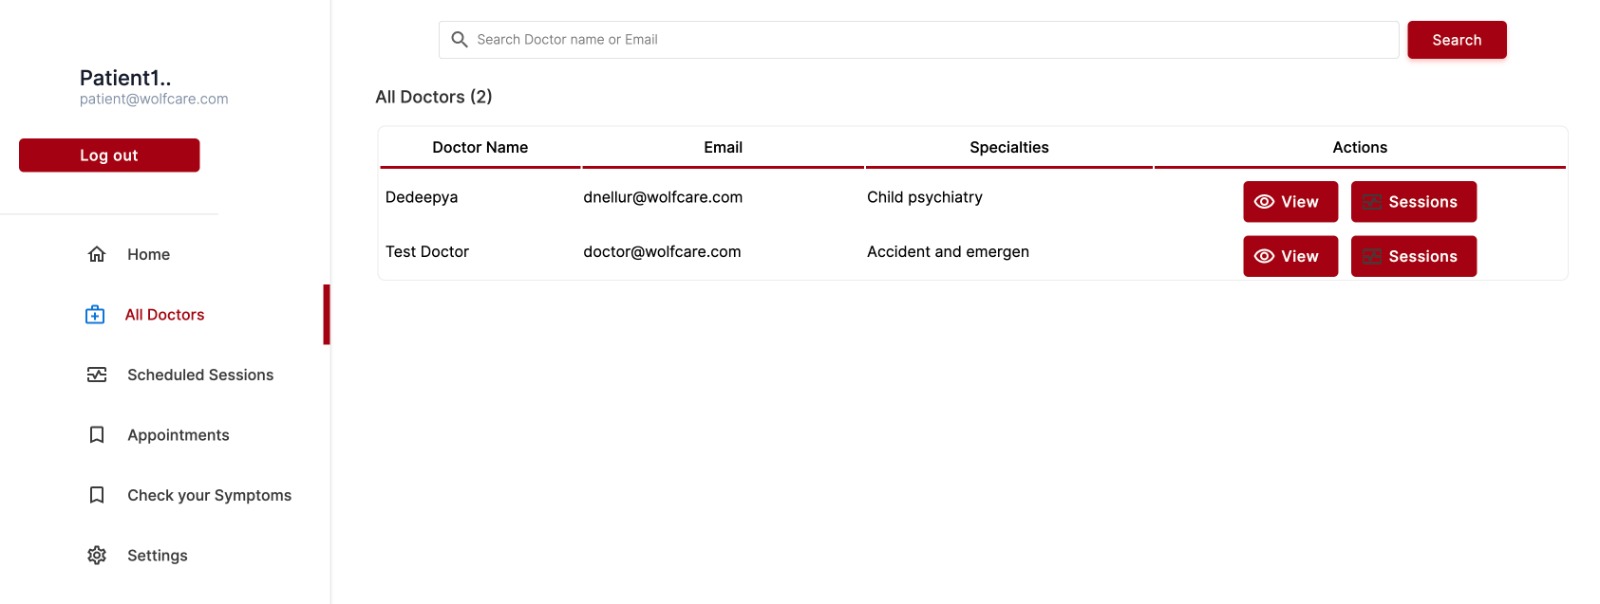 Patient1..
patient@wolfcare.com
Log out
Home
All Doctors
Scheduled Sessions
Appointments
Check your Symptoms
Settings
Search Doctor name or Email
Search
All Doctors (2)
Doctor Name Email Specialties Actions
Dedeepya dnellur@wolfcare.com Child psychiatry View Sessions
Test Doctor doctor@wolfcare.com Accident and emergen View Sessions